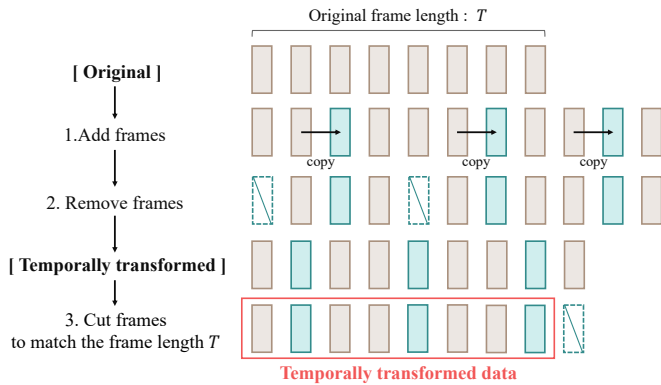 Original frame length : T
[ Original ]
1.Add frames
copy
copy
copy
2. Remove frames
[ Temporally transformed ]
3. Cut frames
to match the frame length T
Temporally transformed data